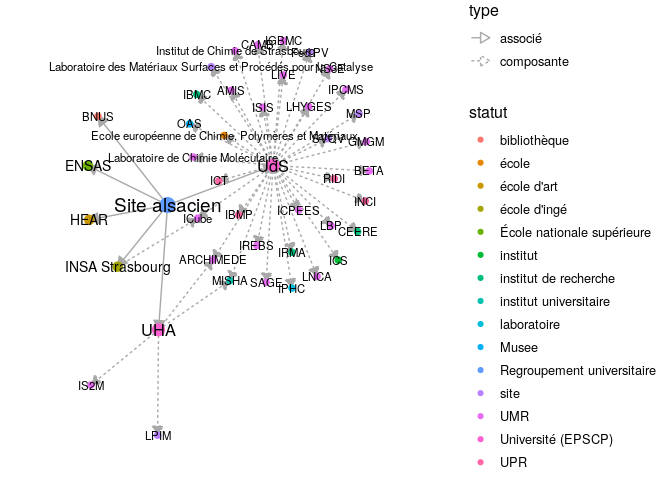 type
associé
composante
statut
bibliothèque
école
école d'art
école d'ingé
École nationale supérieure
institut
institut de recherche
institut universitaire
laboratoire
Musee
Regroupement universitaire
site
UMR
Université (EPSCP)
UPR
IGBMC
CAMB
Institut de Chimie de Strasbourg
Laboratoire des Matériaux Surfaces et Procédés pour la Catalyse
LIVE
AMIS
IBMC
IPCMS
ISIS
LHYGES
MSP
BNUS
OAS
Ecole européenne de Chimie, Polymeres et Matériaux
GMGM
Laboratoire de Chimie Moléculaire
ENSAS
UdS
BETA
ICT
Site alsacien
INCI
HEAR
ICube
IBMP
ICPEES
LBP
CEERE
IREBS
IRMA
ARCHIMEDE
ICS
INSA Strasbourg
MISHA
SAGE
IPHC
LNCA
UHA
IS2M
LPIM